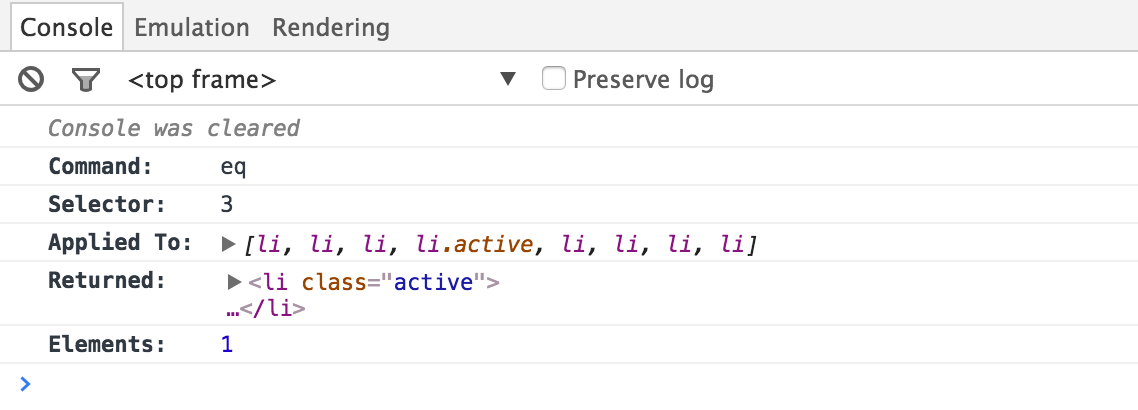 Console Emulation Rendering
<top frame> ▼ Preserve log
Console was cleared
Command: eq
Selector: 3
Applied To: ▶[li, li, li, li.active, li, li, li, li]
Returned: ▶<li class="active">
…</li>
Elements: 1
>